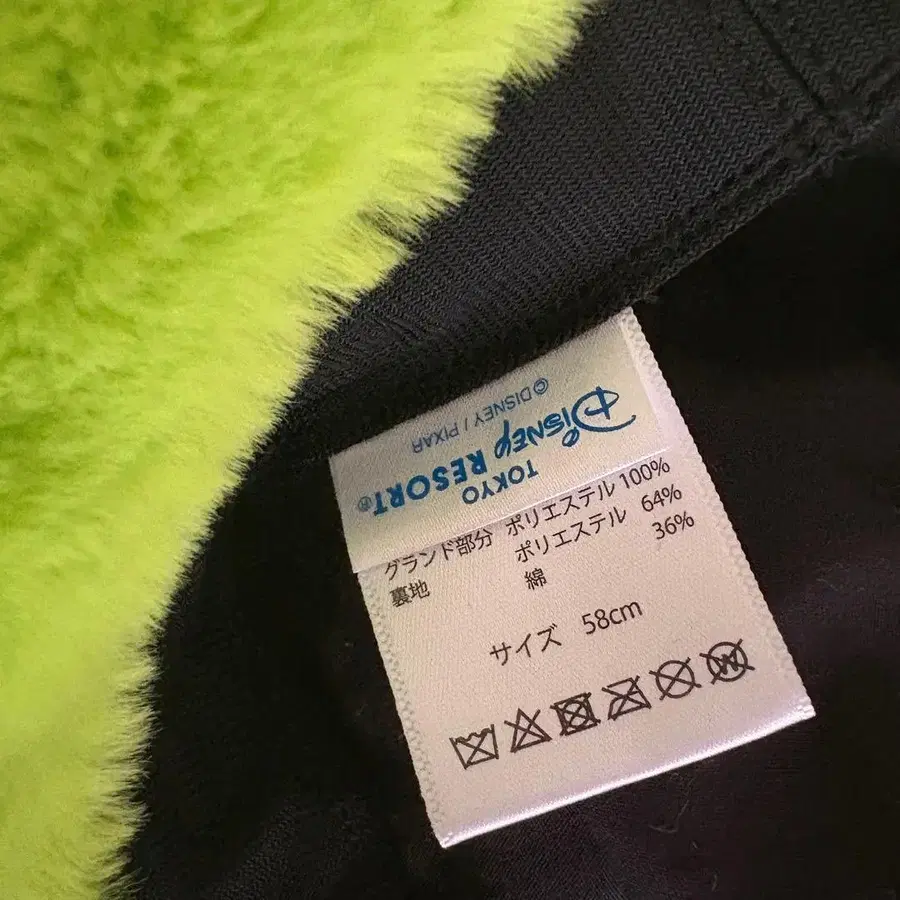 TOKYO
Disney RESORT®
©DISNEY / PIXAR
グランド部分 ポリエステル 100%
裏地 ポリエステル 64%
綿 36%
サイズ 58cm
W